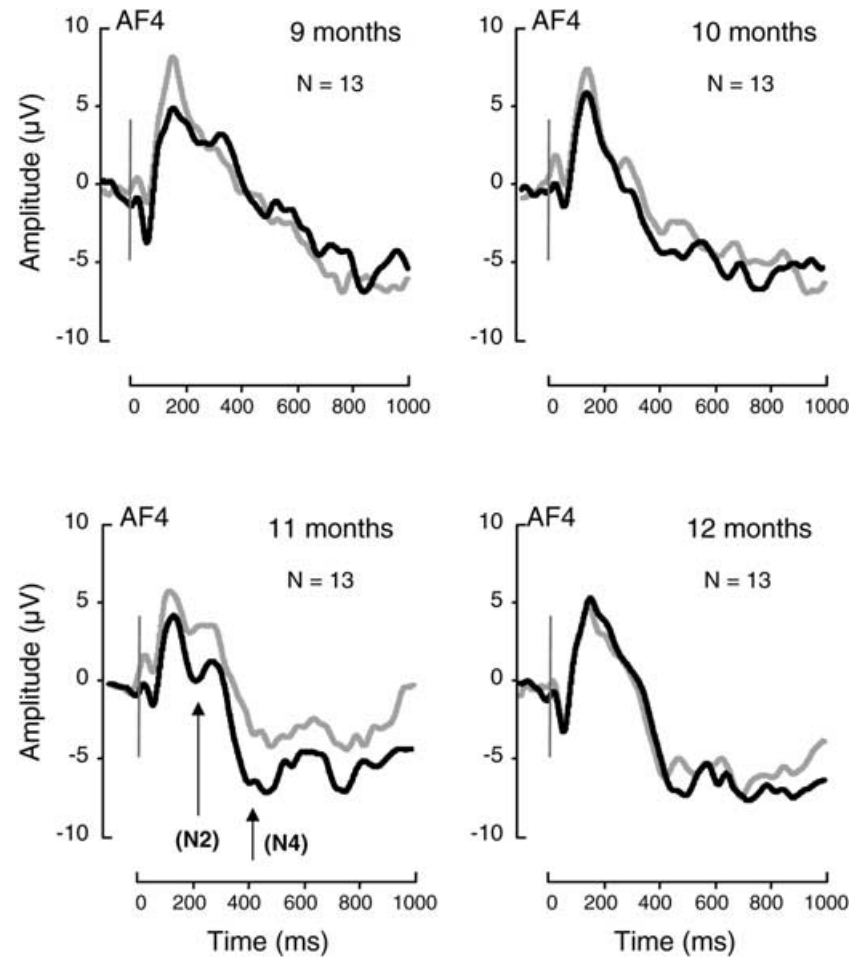 AF4
9 months
N = 13
Amplitude (µV)
10
5
0
-5
-10
0 200 400 600 800 1000
AF4
10 months
N = 13
10
5
0
-5
-10
0 200 400 600 800 1000
AF4
11 months
N = 13
Amplitude (µV)
10
5
0
-5
-10
(N2) (N4)
0 200 400 600 800 1000
Time (ms)
AF4
12 months
N = 13
10
5
0
-5
-10
0 200 400 600 800 1000
Time (ms)